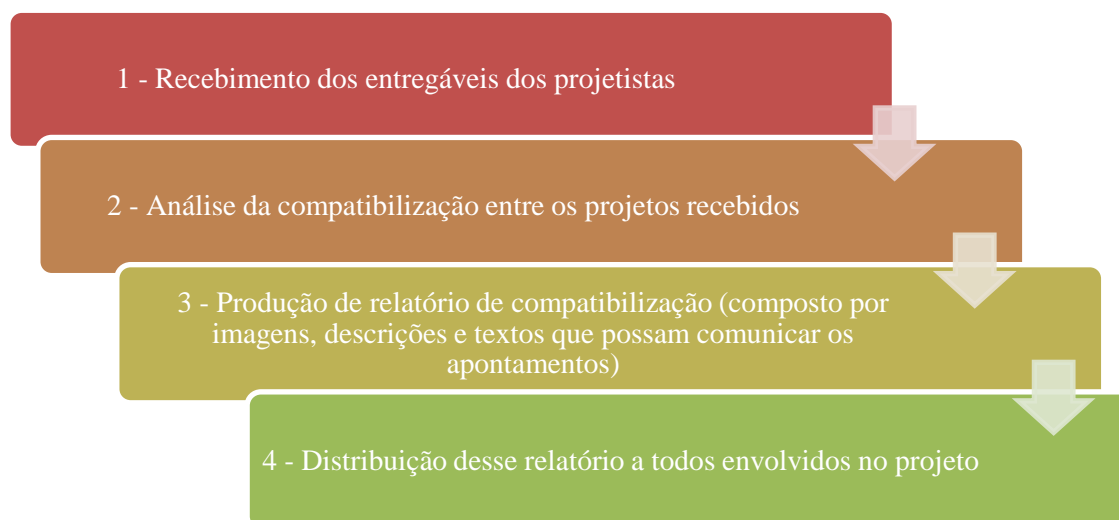 1 - Recebimento dos entregáveis dos projetistas
2 - Análise da compatibilização entre os projetos recebidos
3 - Produção de relatório de compatibilização (composto por
imagens, descrições e textos que possam comunicar os
apontamentos)
4 - Distribuição desse relatório a todos envolvidos no projeto